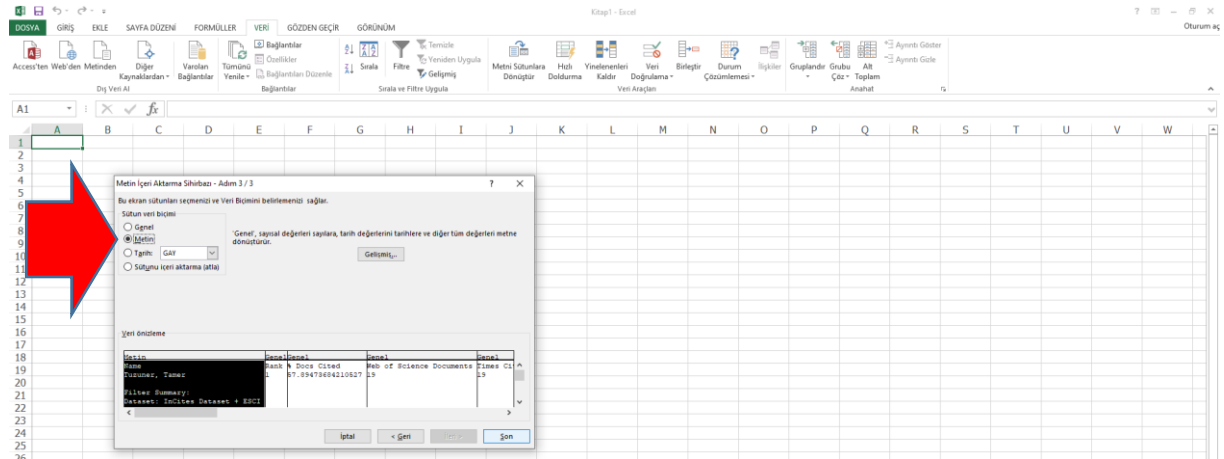 Kitap1 - Excel
DOSYA GİRİŞ EKLE SAYFA DÜZENİ FORMÜLLER VERİ GÖZDEN GEÇİR GÖRÜNÜM Oturum aç
Access'ten Web'den Metinden Diğer Kaynaklardan Varolan Bağlantılar
Dış Veri Al
Tümünü Yenile Bağlantılar Özellikler Bağlantıları Düzenle
Bağlantılar
Sırala Filtre Temizle Yeniden Uygula Gelişmiş
Sırala ve Filtre Uygula
Metni Sütunlara Dönüştür Hızlı Doldurma Yinelenenleri Kaldır Veri Doğrulama Birleştir Durum Çözümlemesi İlişkiler
Veri Araçları
Gruplandır Grubu Çöz Alt Toplam Ayrıntı Göster Ayrıntı Gizle
Anahat
A1 fx
A B C D E F G H I J K L M N O P Q R S T U V W
1
2
3
4
5
6
7
8
9
10
11
12
13
14
15
16
17
18
19
20
21
22
23
24
25
26
Metin İçeri Aktarma Sihirbazı - Adım 3 / 3 ? ×
Bu ekran sütunları seçmenizi ve Veri Biçimini belirlemenizi sağlar.
Sütun veri biçimi
Genel
Metin
Tarih: GAY
Sütunu içeri aktarma (atla)
'Genel', sayısal değerleri sayılara, tarih değerlerini tarihlere ve diğer tüm değerleri metne
dönüştürür.
Gelişmiş...
Veri önizleme
Metin Genel Genel Genel Genel
Name Rank % Docs Cited Web of Science Documents Times Ci
Tuzuner, Tamer 1 57.89473684210527 19 19
Filter Summary:
Dataset: InCites Dataset + ESCI
İptal < Geri Son